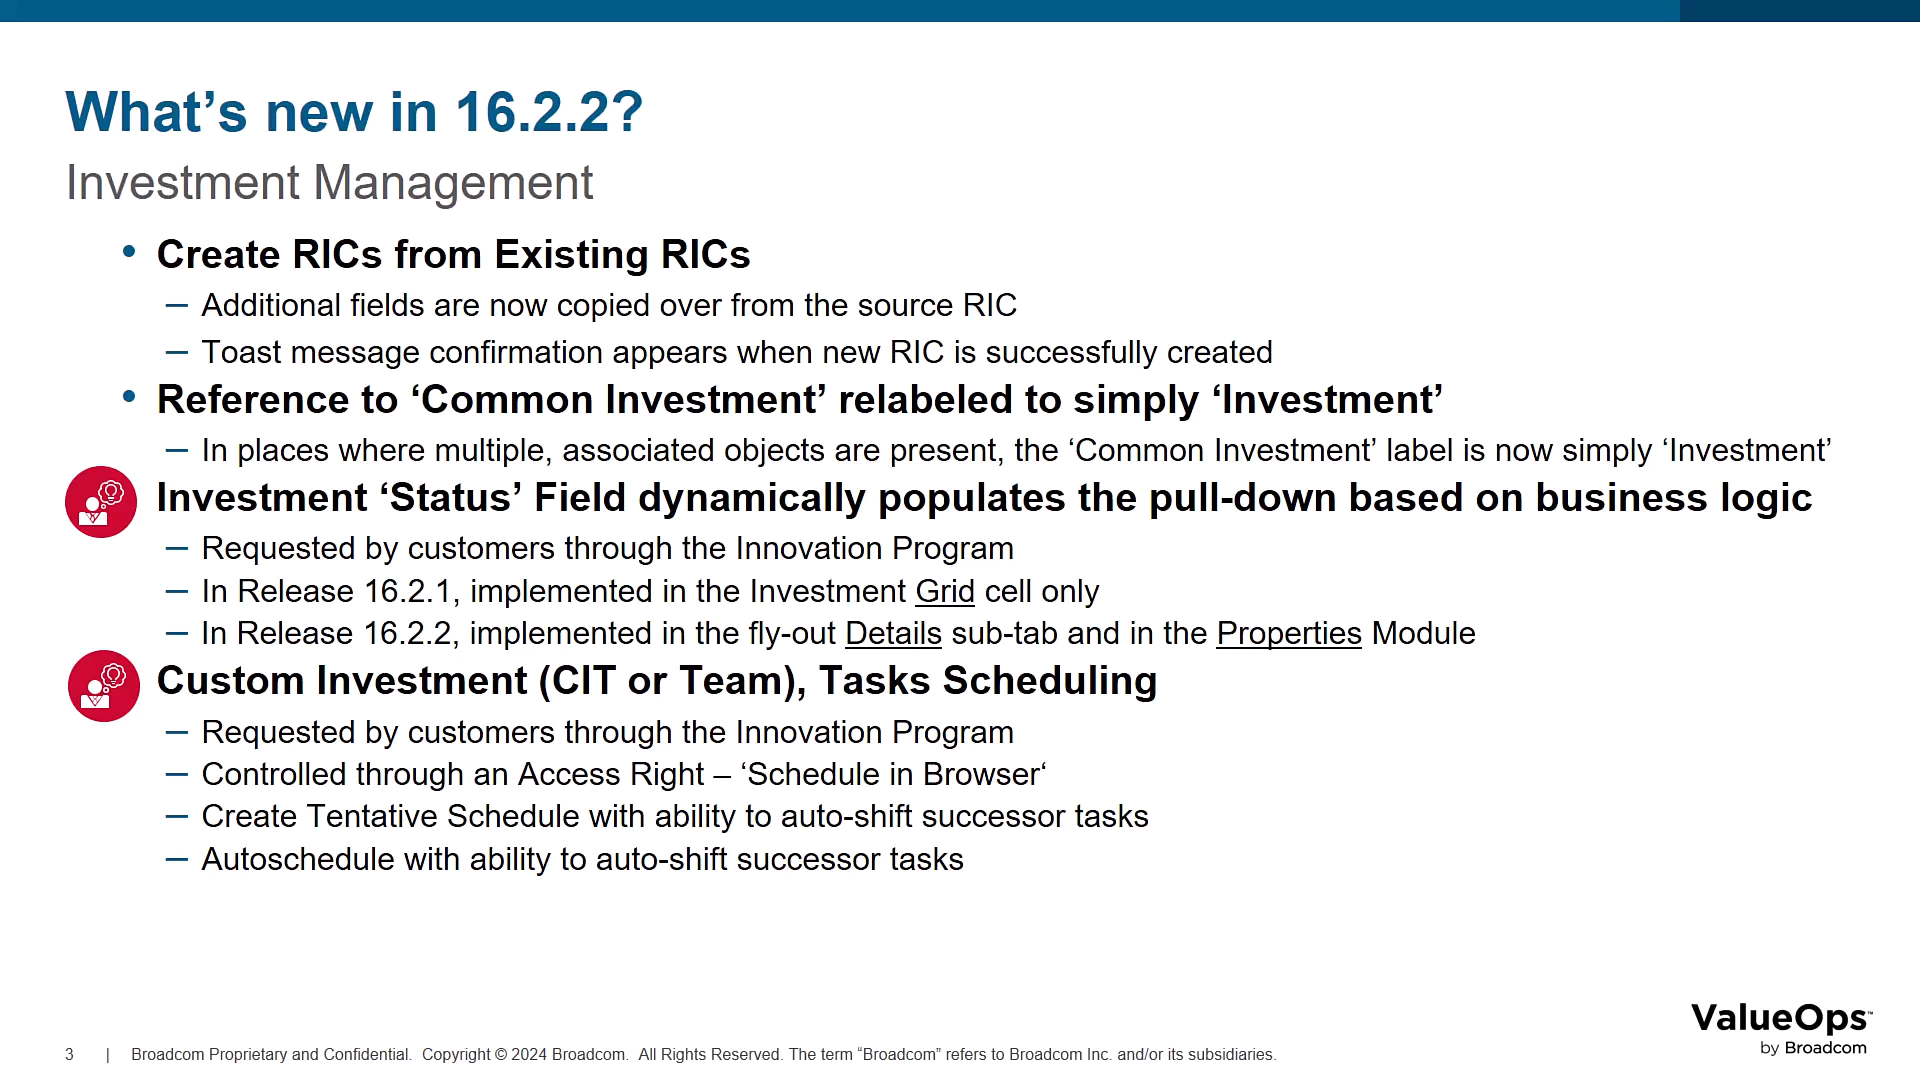 What’s new in 16.2.2?
Investment Management
• Create RICs from Existing RICs
– Additional fields are now copied over from the source RIC
– Toast message confirmation appears when new RIC is successfully created
• Reference to ‘Common Investment’ relabeled to simply ‘Investment’
– In places where multiple, associated objects are present, the ‘Common Investment’ label is now simply ‘Investment’
Investment ‘Status’ Field dynamically populates the pull-down based on business logic
– Requested by customers through the Innovation Program
– In Release 16.2.1, implemented in the Investment Grid cell only
– In Release 16.2.2, implemented in the fly-out Details sub-tab and in the Properties Module
Custom Investment (CIT or Team), Tasks Scheduling
– Requested by customers through the Innovation Program
– Controlled through an Access Right – ‘Schedule in Browser‘
– Create Tentative Schedule with ability to auto-shift successor tasks
– Autoschedule with ability to auto-shift successor tasks
ValueOps™
by Broadcom
3 | Broadcom Proprietary and Confidential. Copyright © 2024 Broadcom. All Rights Reserved. The term “Broadcom” refers to Broadcom Inc. and/or its subsidiaries.